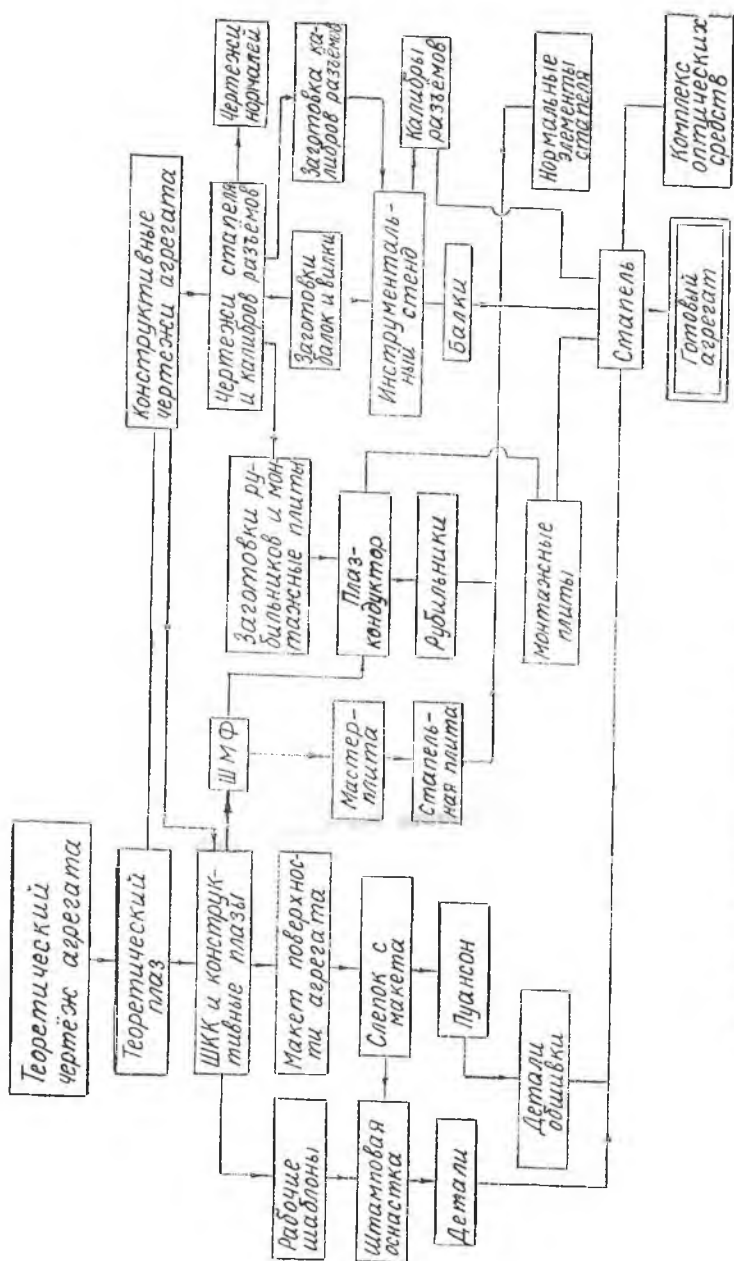 Теоретический
чертёж агрегата
Теоретический
плаз
ШКК и конструк-
тивные плазы
Рабочие
шаблоны
Макет поверхнос-
ти агрегата
Штамповая
оснастка
Слепок с
макета
Детали
Пуансон
Детали
обшивки
ШМФ
Мастер-
плита
Стапель-
ная плита
Конструктивные
чертежи агрегата
Чертежи стапеля
и калибров разъёмов
Чертежи
нормалей
Заготовки ру-
бильников и мон-
тажные плиты
Заготовки
балок и вилки
Заготовка ка-
либров разъёмов
Плаз-
кондуктор
Инструменталь-
ный стенд
Рубильники
Балки
Калибры
разъёмов
Монтажные
плиты
Нормальные
элементы
стапеля
Стапель
Готовый
агрегат
Комплекс
оптических
средств